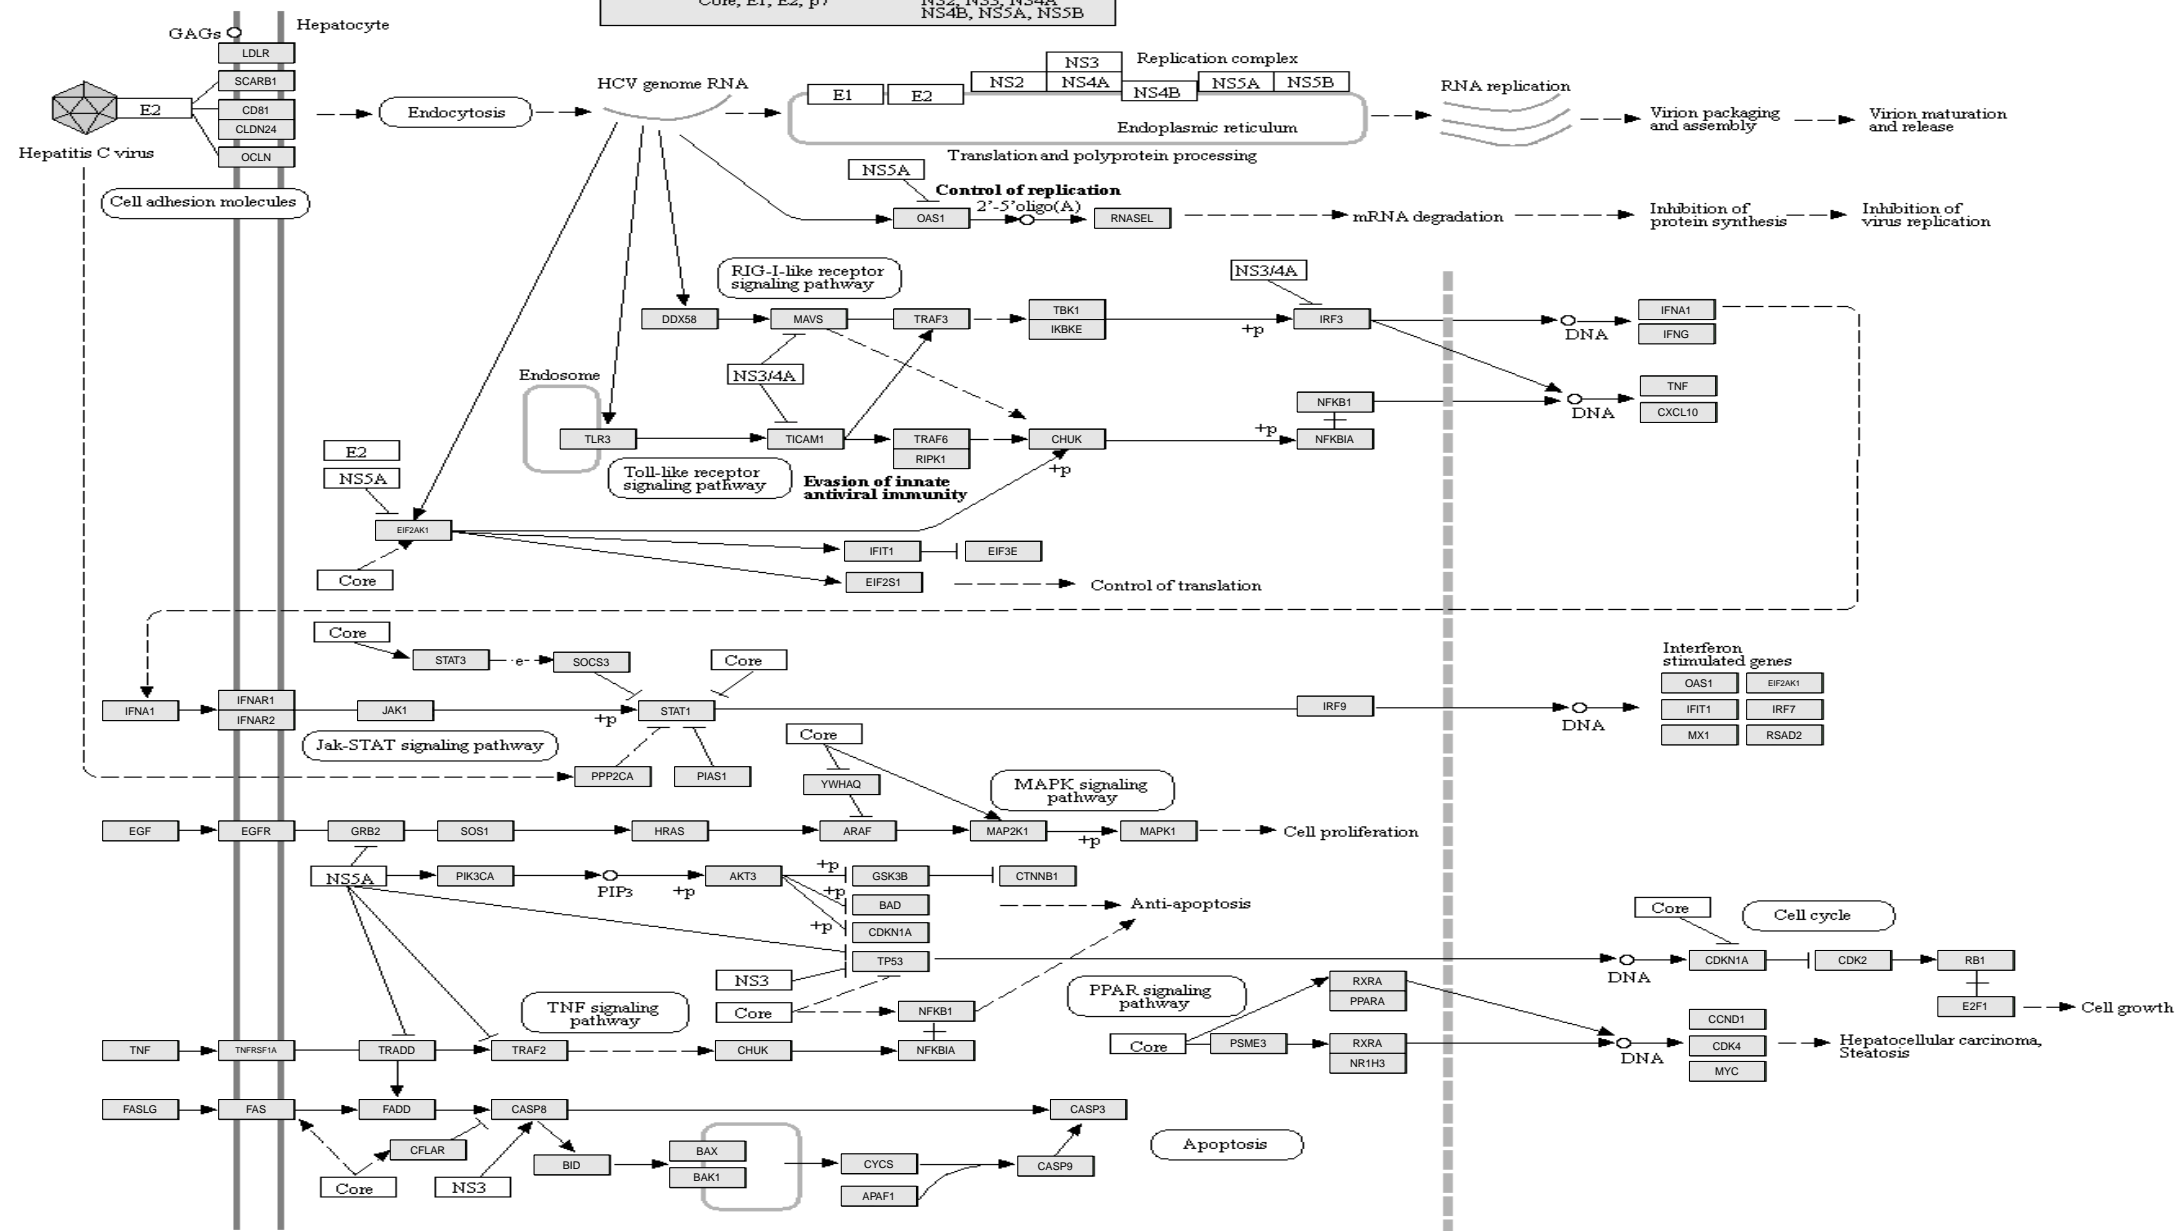 Core, E1, E2, p7
NS2, NS3, NS4A
NS4B, NS5A, NS5B
GAGs
Hepatocyte
LDLR
SCARB1
CD81
CLDN24
OCLN
E2
Hepatitis C virus
Cell adhesion molecules
Endocytosis
HCV genome RNA
E1
E2
NS2
NS3
NS4A
NS4B
NS5A
NS5B
Replication complex
Endoplasmic reticulum
Translation and polyprotein processing
RNA replication
Virion packaging
and assembly
Virion maturation
and release
NS5A
Control of replication
OAS1
2'-5'oligo(A)
RNASEL
mRNA degradation
Inhibition of
protein synthesis
Inhibition of
virus replication
RIG-I-like receptor
signaling pathway
NS3/4A
DDX58
MAVS
TRAF3
TBK1
IKBKE
+p
IRF3
DNA
IFNA1
IFNG
NS3/4A
Endosome
TNF
CXCL10
DNA
NFKB1
TLR3
TICAM1
TRAF6
RIPK1
CHUK
+p
NFKBIA
+p
Toll-like receptor
signaling pathway
Evasion of innate
antiviral immunity
E2
NS5A
EIF2AK1
Core
IFIT1
EIF3E
EIF2S1
Control of translation
Core
STAT3
e
SOCS3
Core
IFNA1
IFNAR1
IFNAR2
JAK1
+p
STAT1
IRF9
DNA
Interferon
stimulated genes
OAS1
EIF2AK1
IFIT1
IRF7
MX1
RSAD2
Jak-STAT signaling pathway
PPP2CA
PIAS1
Core
YWHAQ
MAPK signaling
pathway
EGF
EGFR
GRB2
SOS1
HRAS
ARAF
MAP2K1
+p
MAPK1
Cell proliferation
NS5A
PIK3CA
PIP3
+p
AKT3
+p
+p
+p
GSK3B
CTNNB1
BAD
CDKN1A
TP53
Anti-apoptosis
NS3
Core
NFKB1
Core
Cell cycle
DNA
CDKN1A
CDK2
RB1
E2F1
Cell growth
PPAR signaling
pathway
RXRA
PPARA
Core
PSME3
RXRA
NR1H3
DNA
CCND1
CDK4
MYC
Hepatocellular carcinoma,
Steatosis
TNF signaling
pathway
TNF
TNFRSF1A
TRADD
TRAF2
CHUK
NFKBIA
FASLG
FAS
FADD
CASP8
CASP3
CFLAR
Core
NS3
BID
BAX
BAK1
CYCS
APAF1
CASP9
Apoptosis